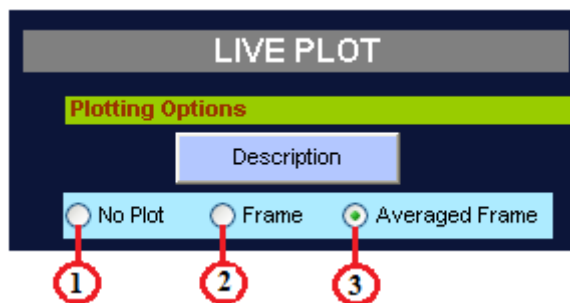 LIVE PLOT
Plotting Options
Description
No Plot Frame Averaged Frame
1 2 3